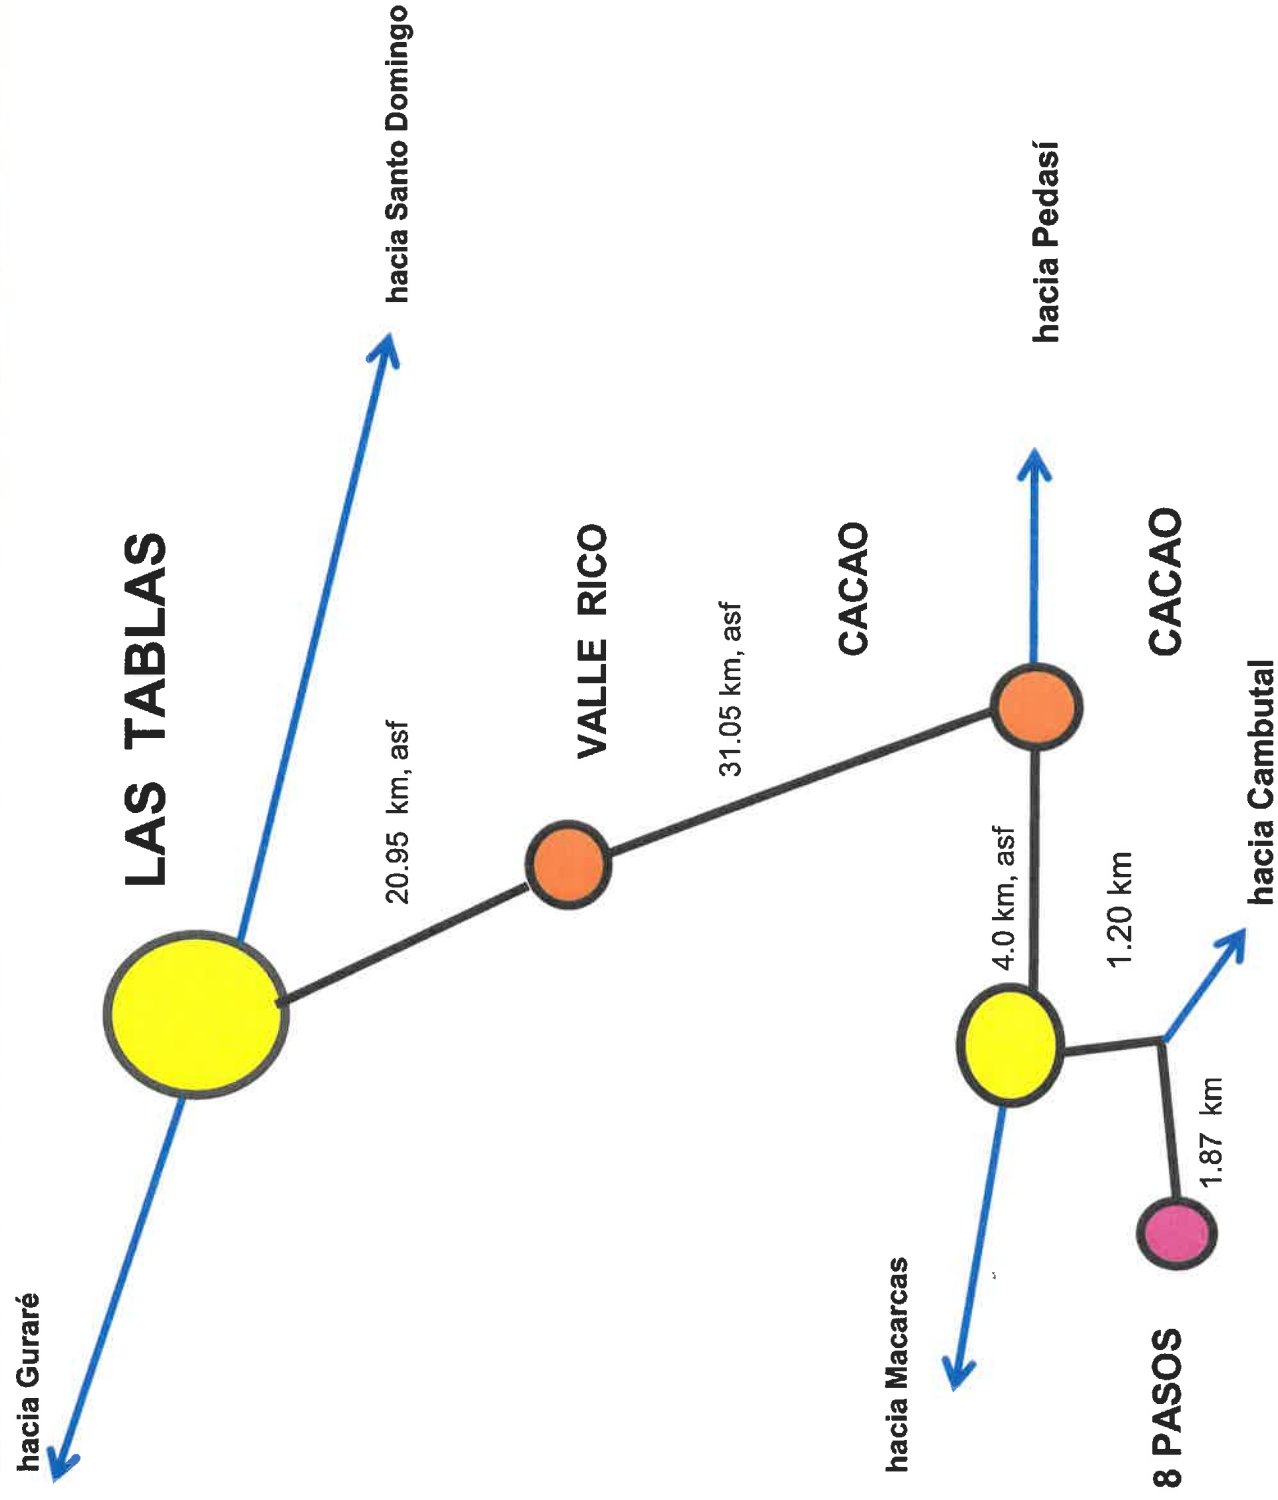 hacia Guraré
LAS TABLAS
20.95 km, asf
hacia Santo Domingo
VALLE RICO
31.05 km, asf
CACAO
hacia Macarcas
4.0 km, asf
hacia Pedasí
1.20 km
8 PASOS
CACAO
1.87 km
hacia Cambutal